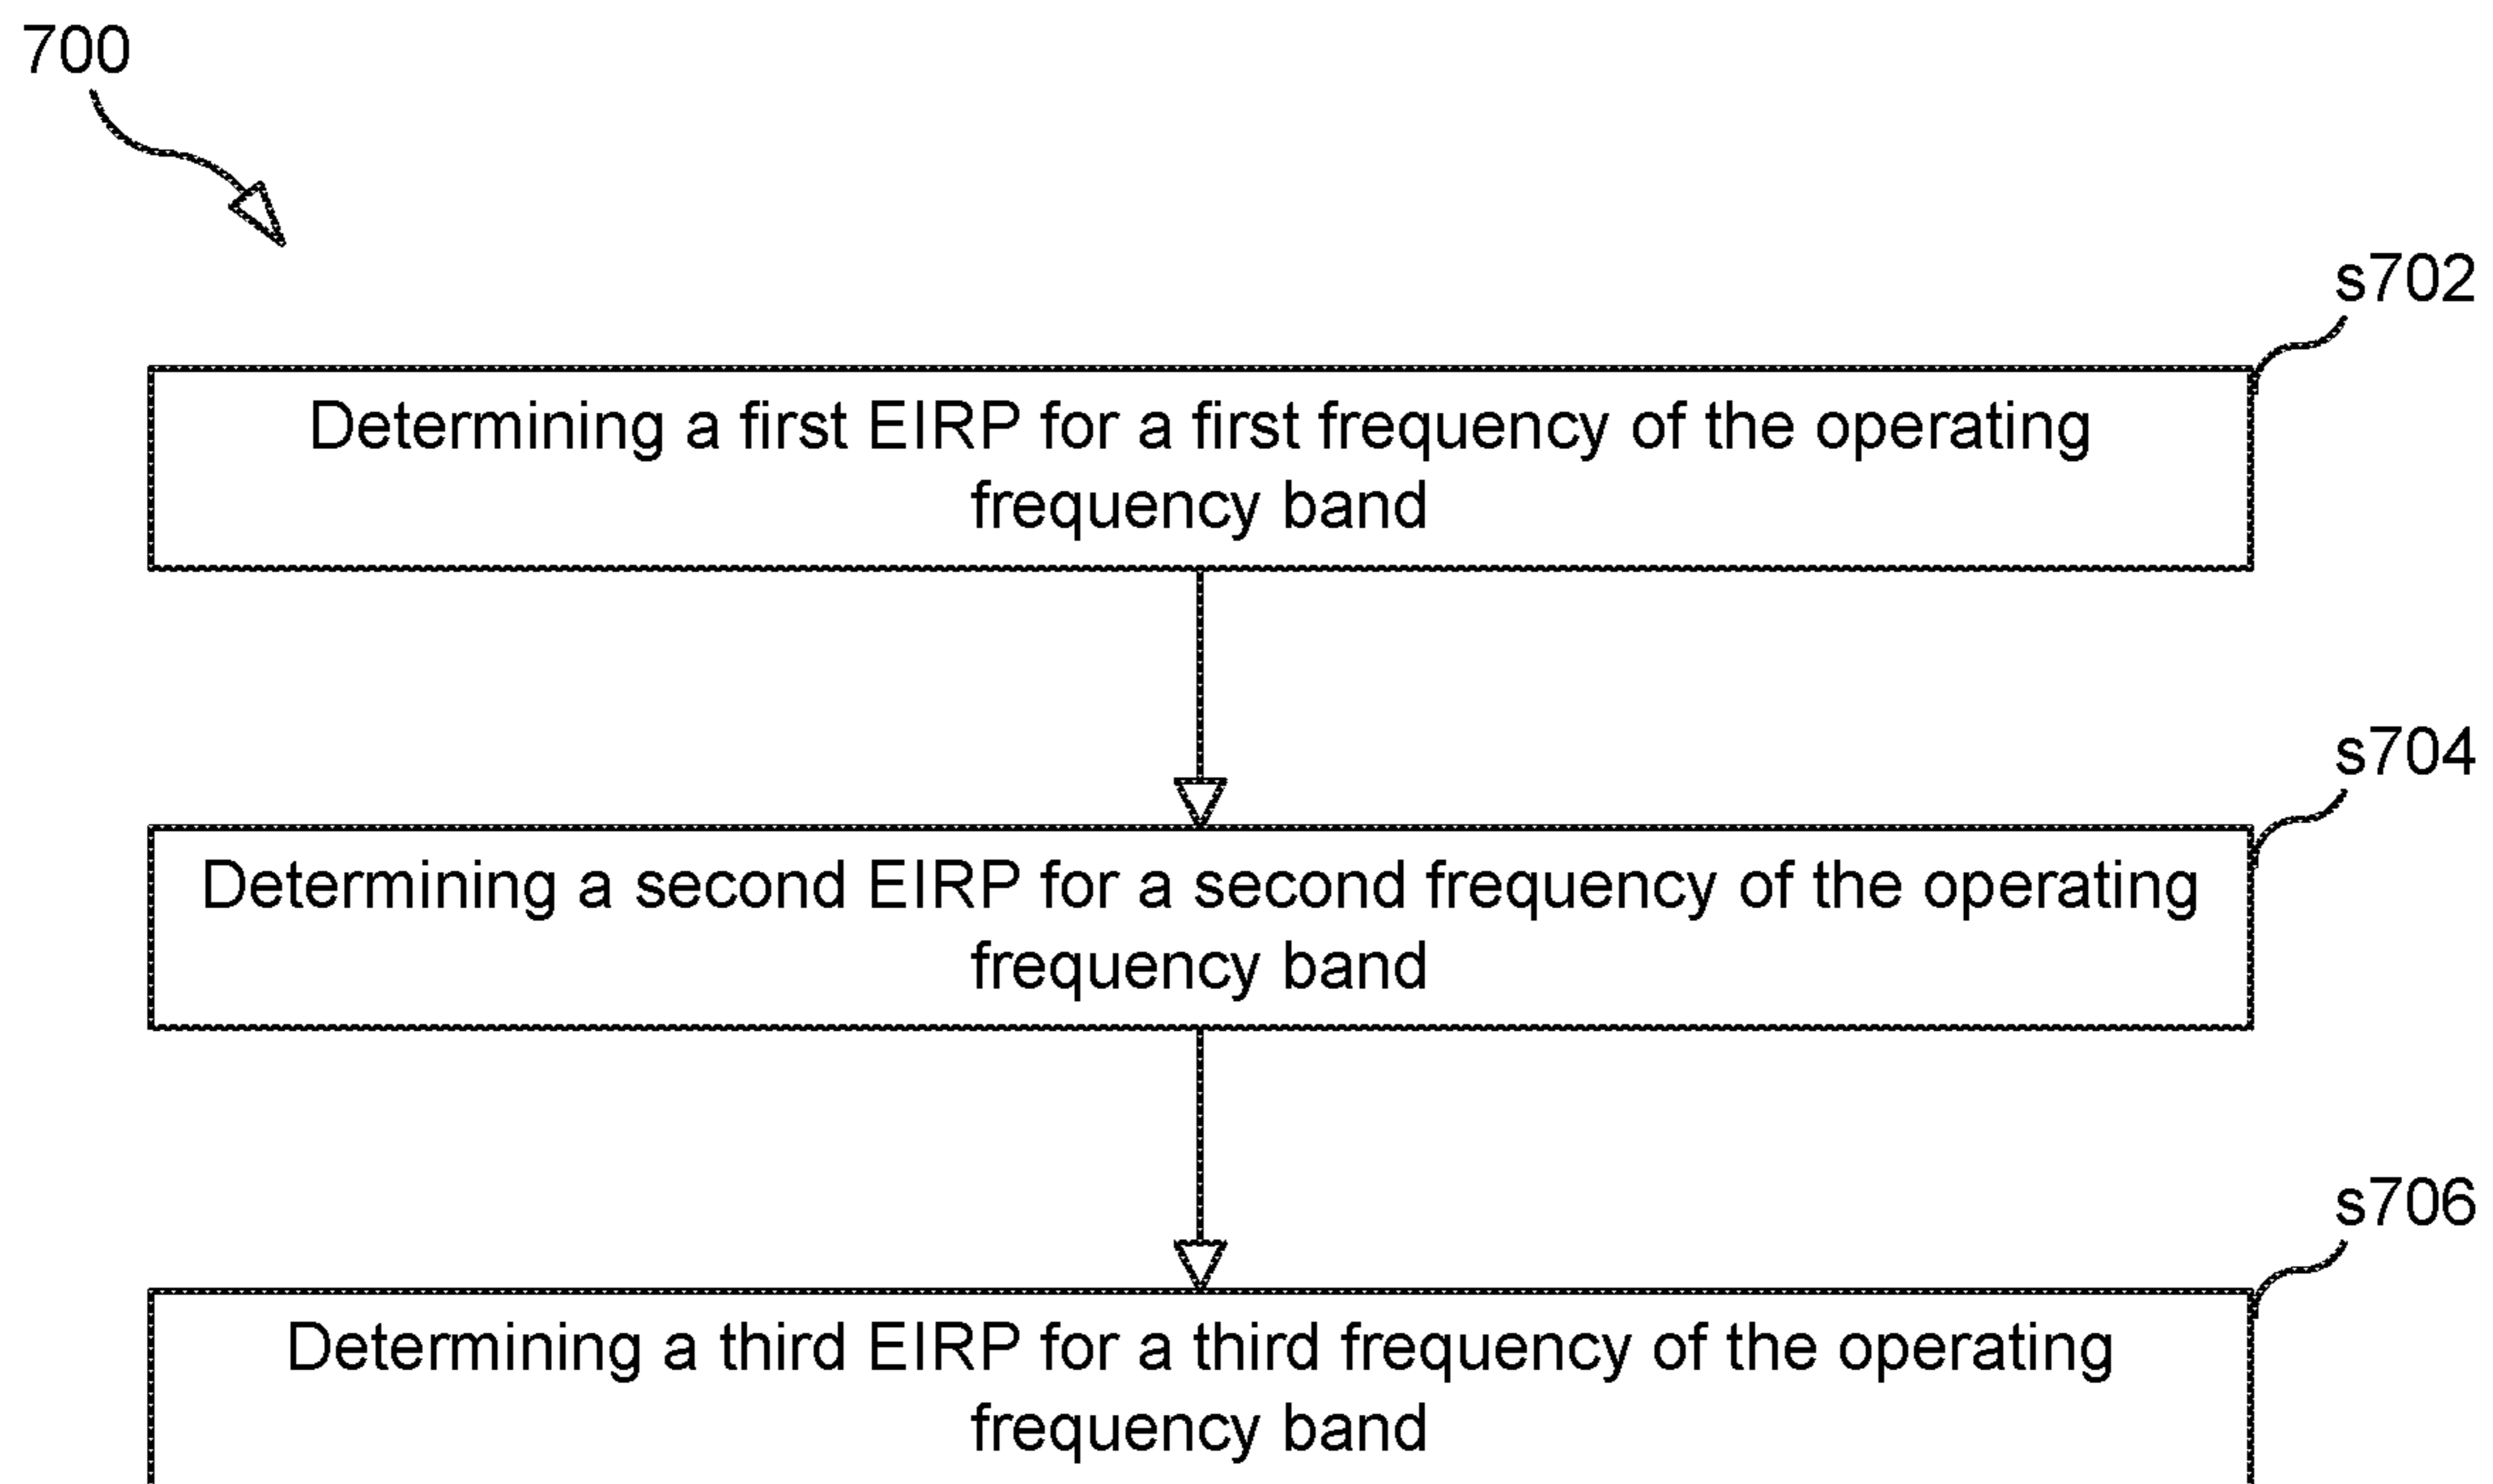 700
s702
Determining a first EIRP for a first frequency of the operating
frequency band
s704
Determining a second EIRP for a second frequency of the operating
frequency band
s706
Determining a third EIRP for a third frequency of the operating
frequency band